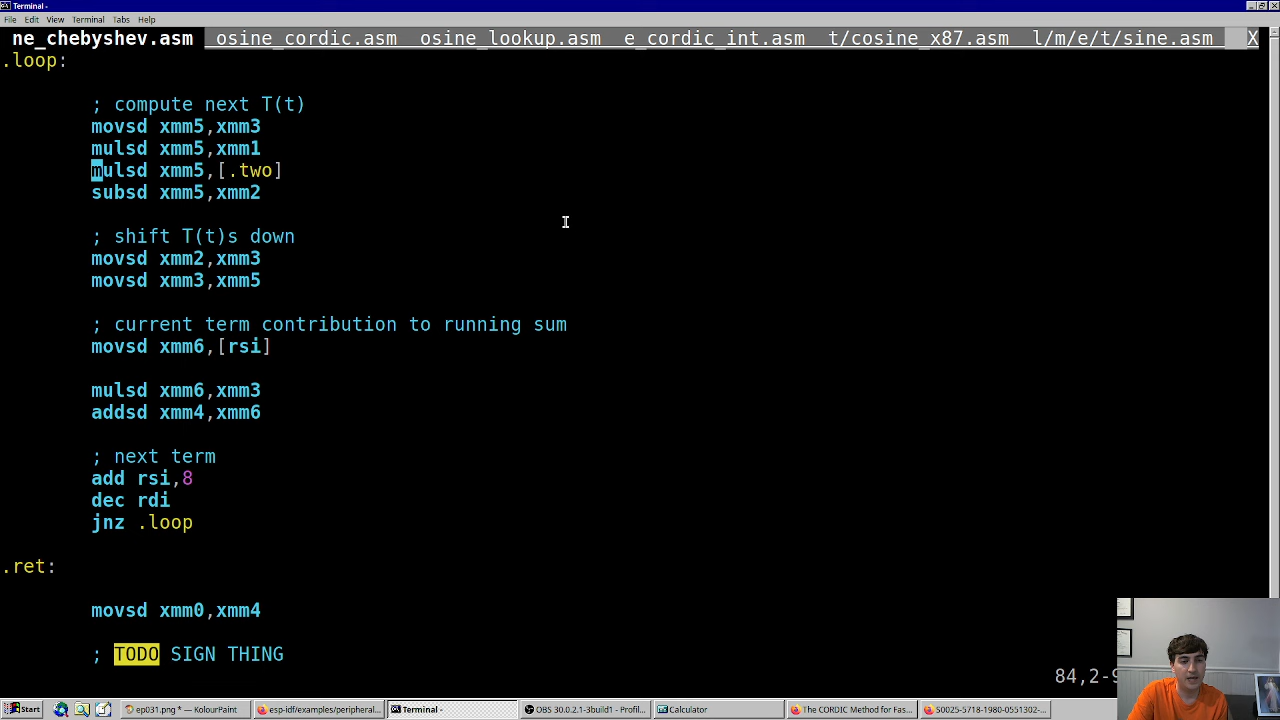 Terminal -
File Edit View Terminal Tabs Help
ne_chebyshev.asm osine_cordic.asm osine_lookup.asm e_cordic_int.asm t/cosine_x87.asm l/m/e/t/sine.asm X
.loop:
; compute next T(t)
movsd xmm5,xmm3
mulsd xmm5,xmm1
mulsd xmm5,[.two]
subsd xmm5,xmm2
; shift T(t)s down
movsd xmm2,xmm3
movsd xmm3,xmm5
; current term contribution to running sum
movsd xmm6,[rsi]
mulsd xmm6,xmm3
addsd xmm4,xmm6
; next term
add rsi,8
dec rdi
jnz .loop
.ret:
movsd xmm0,xmm4
; TODO SIGN THING
84,2-9
Start ep031.png * — KolourPaint esp-idf/examples/peripheral... Terminal - OBS 30.0.2.1-3build1 - Profil... Calculator The CORDIC Method for Fas... S0025-5718-1980-0551302-...